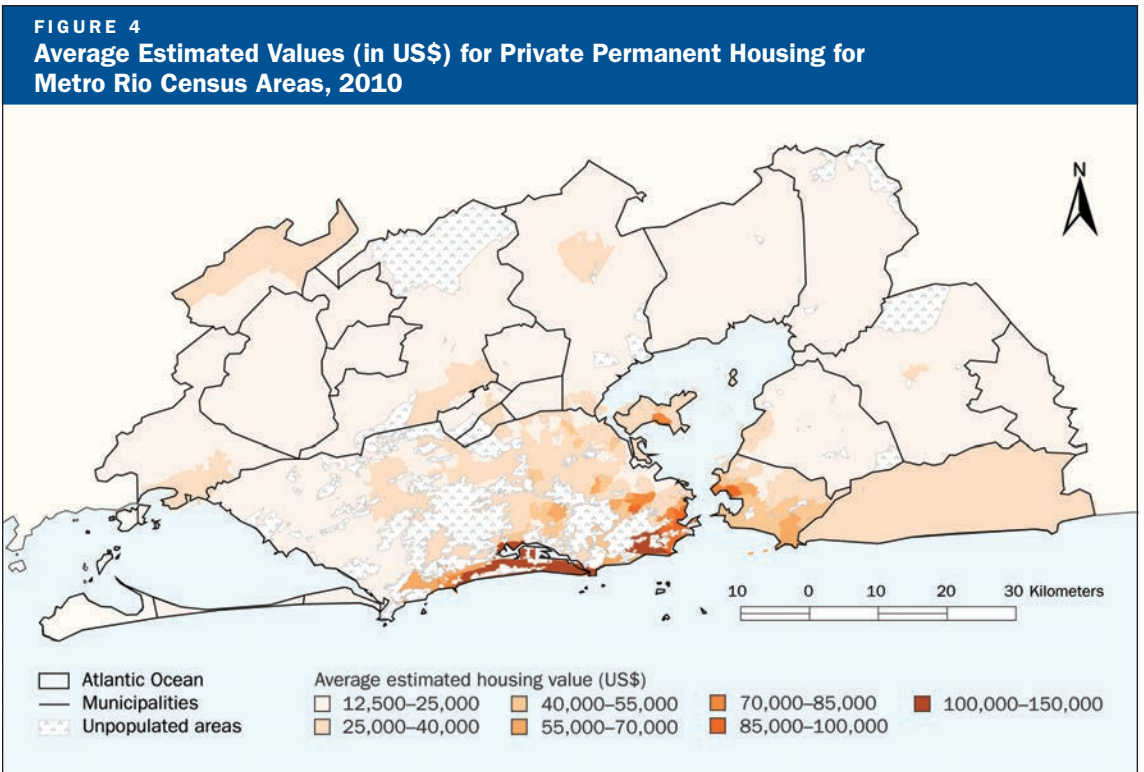 FIGURE 4
Average Estimated Values (in US$) for Private Permanent Housing for
Metro Rio Census Areas, 2010
N
10 0 10 20 30 Kilometers
Atlantic Ocean
Municipalities
Unpopulated areas
Average estimated housing value (US$)
12,500–25,000
25,000–40,000
40,000–55,000
55,000–70,000
70,000–85,000
85,000–100,000
100,000–150,000